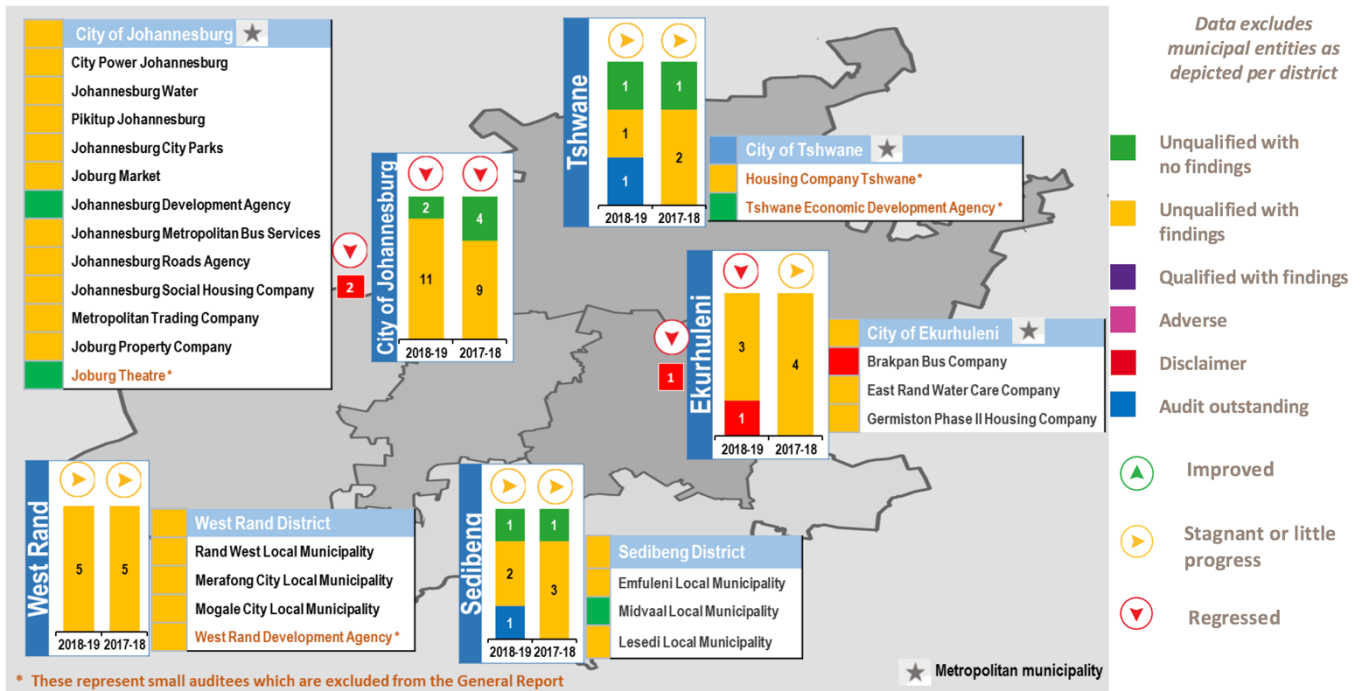 City of Johannesburg
City Power Johannesburg
Johannesburg Water
Pikitup Johannesburg
Johannesburg City Parks
Joburg Market
Johannesburg Development Agency
Johannesburg Metropolitan Bus Services
Johannesburg Roads Agency
Johannesburg Social Housing Company
Metropolitan Trading Company
Joburg Property Company
Joburg Theatre *
2
City of Johannesburg
2
4
11
9
2018-19 2017-18
Tshwane
1
1
1
2
1
2018-19 2017-18
City of Tshwane
Housing Company Tshwane *
Tshwane Economic Development Agency *
1
Ekurhuleni
3
4
1
2018-19 2017-18
City of Ekurhuleni
Brakpan Bus Company
East Rand Water Care Company
Germiston Phase II Housing Company
West Rand
5
5
2018-19 2017-18
West Rand District
Rand West Local Municipality
Merafong City Local Municipality
Mogale City Local Municipality
West Rand Development Agency *
Sedibeng
1
1
2
3
1
2018-19 2017-18
Sedibeng District
Emfuleni Local Municipality
Midvaal Local Municipality
Lesedi Local Municipality
Data excludes
municipal entities as
depicted per district
Unqualified with
no findings
Unqualified with
findings
Qualified with findings
Adverse
Disclaimer
Audit outstanding
Improved
Stagnant or little
progress
Regressed
Metropolitan municipality
* These represent small auditees which are excluded from the General Report